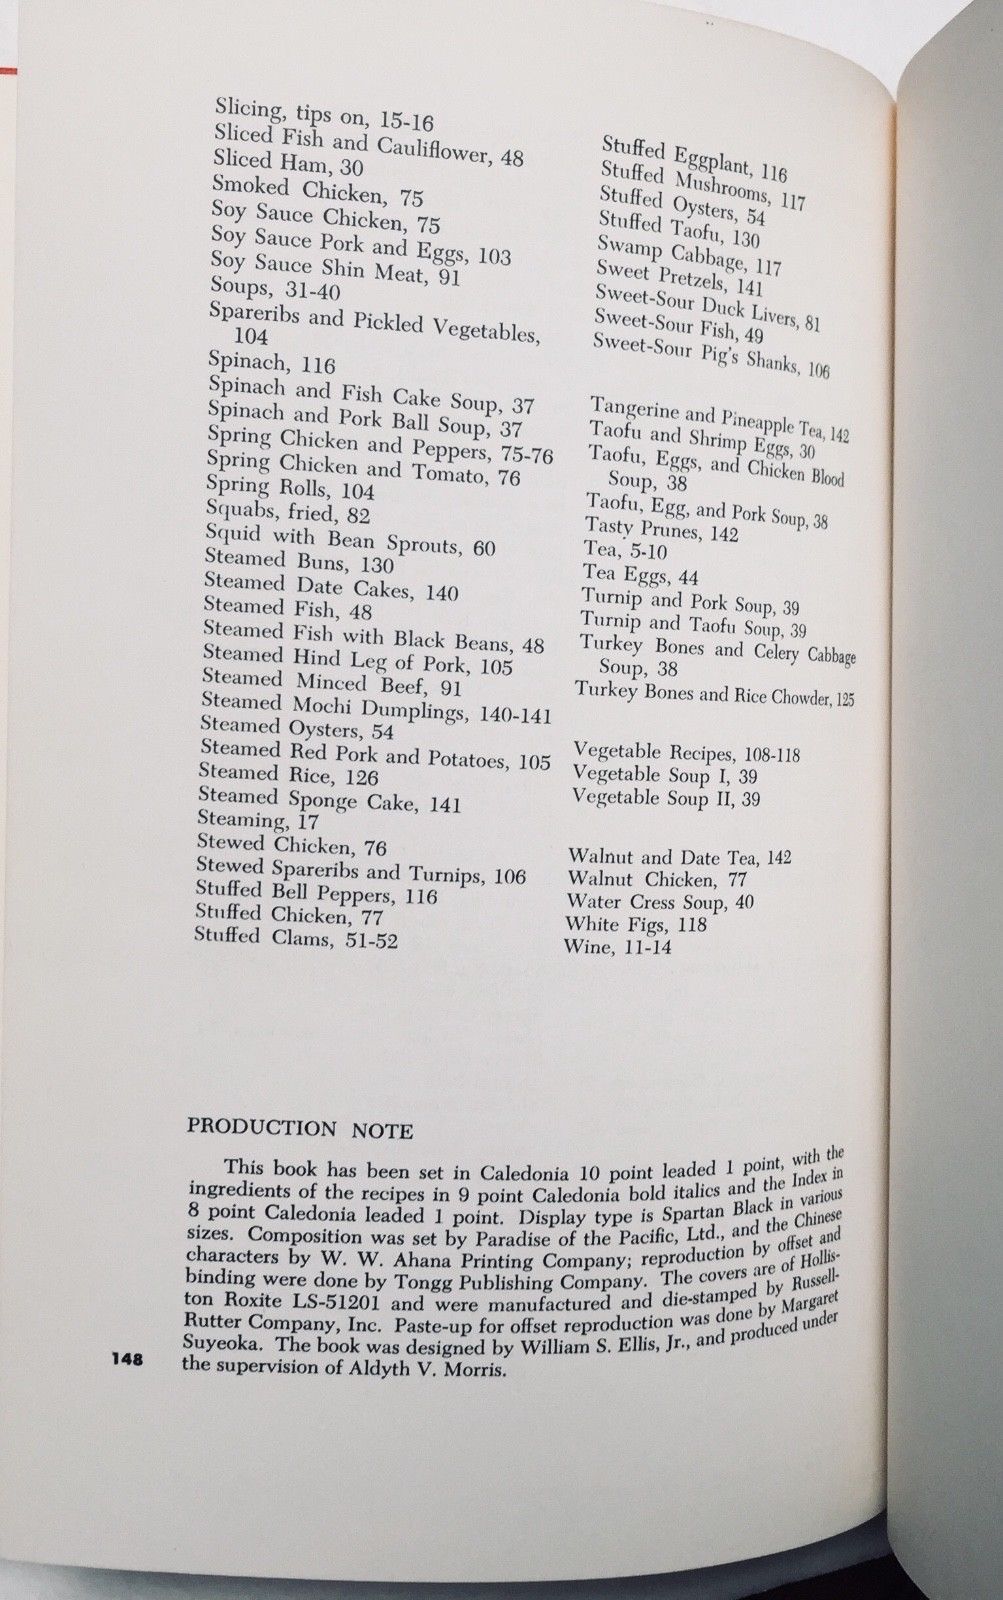 Slicing, tips on, 15-16
Sliced Fish and Cauliflower, 48
Sliced Ham, 30
Smoked Chicken, 75
Soy Sauce Chicken, 75
Soy Sauce Pork and Eggs, 103
Soy Sauce Shin Meat, 91
Soups, 31-40
Spareribs and Pickled Vegetables,
104
Spinach, 116
Spinach and Fish Cake Soup, 37
Spinach and Pork Ball Soup, 37
Spring Chicken and Peppers, 75-76
Spring Chicken and Tomato, 76
Spring Rolls, 104
Squabs, fried, 82
Squid with Bean Sprouts, 60
Steamed Buns, 130
Steamed Date Cakes, 140
Steamed Fish, 48
Steamed Fish with Black Beans, 48
Steamed Hind Leg of Pork, 105
Steamed Minced Beef, 91
Steamed Mochi Dumplings, 140-141
Steamed Oysters, 54
Steamed Red Pork and Potatoes, 105
Steamed Rice, 126
Steamed Sponge Cake, 141
Steaming, 17
Stewed Chicken, 76
Stewed Spareribs and Turnips, 106
Stuffed Bell Peppers, 116
Stuffed Chicken, 77
Stuffed Clams, 51-52
Stuffed Eggplant, 116
Stuffed Mushrooms, 117
Stuffed Oysters, 54
Stuffed Taofu, 130
Swamp Cabbage, 117
Sweet Pretzels, 141
Sweet-Sour Duck Livers, 81
Sweet-Sour Fish, 49
Sweet-Sour Pig's Shanks, 106
Tangerine and Pineapple Tea, 142
Taofu and Shrimp Eggs, 30
Taofu, Eggs, and Chicken Blood
Soup, 38
Taofu, Egg, and Pork Soup, 38
Tasty Prunes, 142
Tea, 5-10
Tea Eggs, 44
Turnip and Pork Soup, 39
Turnip and Taofu Soup, 39
Turkey Bones and Celery Cabbage
Soup, 38
Turkey Bones and Rice Chowder, 125
Vegetable Recipes, 108-118
Vegetable Soup I, 39
Vegetable Soup II, 39
Walnut and Date Tea, 142
Walnut Chicken, 77
Water Cress Soup, 40
White Figs, 118
Wine, 11-14
PRODUCTION NOTE
This book has been set in Caledonia 10 point leaded 1 point, with the
ingredients of the recipes in 9 point Caledonia bold italics and the Index in
8 point Caledonia leaded 1 point. Display type is Spartan Black in various
sizes. Composition was set by Paradise of the Pacific, Ltd., and the Chinese
characters by W. W. Ahana Printing Company; reproduction by offset and
binding were done by Tongg Publishing Company. The covers are of Hollis-
ton Roxite LS-51201 and were manufactured and die-stamped by Russell-
Rutter Company, Inc. Paste-up for offset reproduction was done by Margaret
Suyeoka. The book was designed by William S. Ellis, Jr., and produced under
the supervision of Aldyth V. Morris.
148